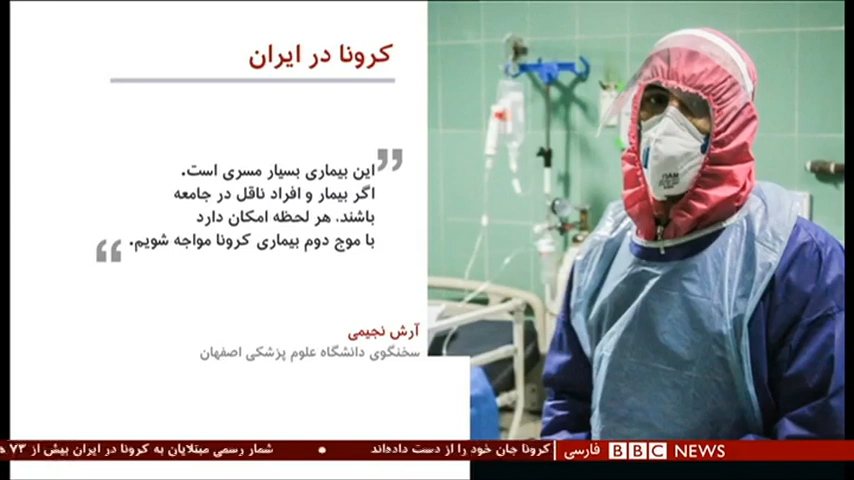 کرونا در ایران
این بیماری بسیار مسری است.
اگر بیمار و افراد ناقل در جامعه
باشند. هر لحظه امکان دارد
با موج دوم بیماری کرونا مواجه شویم.
آرش نجیمی
سخنگوی دانشگاه علوم پزشکی اصفهان
BBC NEWS فارسی
کرونا جان خود را از دست داده‌اند • شمار رسمی مبتلایان به کرونا در ایران بیش از ۷۳